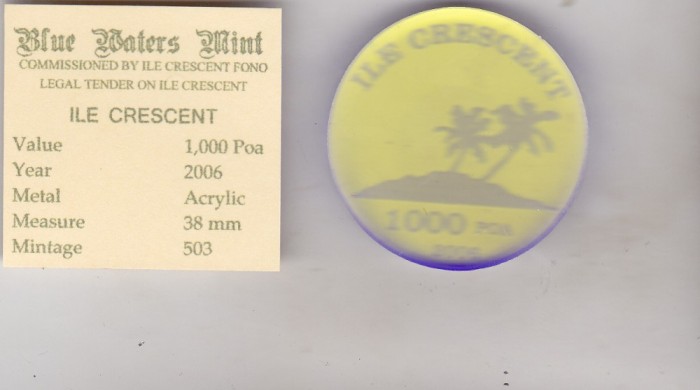 Blue Waters Mint
COMMISSIONED BY ILE CRESCENT FONO
LEGAL TENDER ON ILE CRESCENT
ILE CRESCENT
Value 1,000 Poa
Year 2006
Metal Acrylic
Measure 38 mm
Mintage 503
ILE CRESCENT
1000 POA
2006